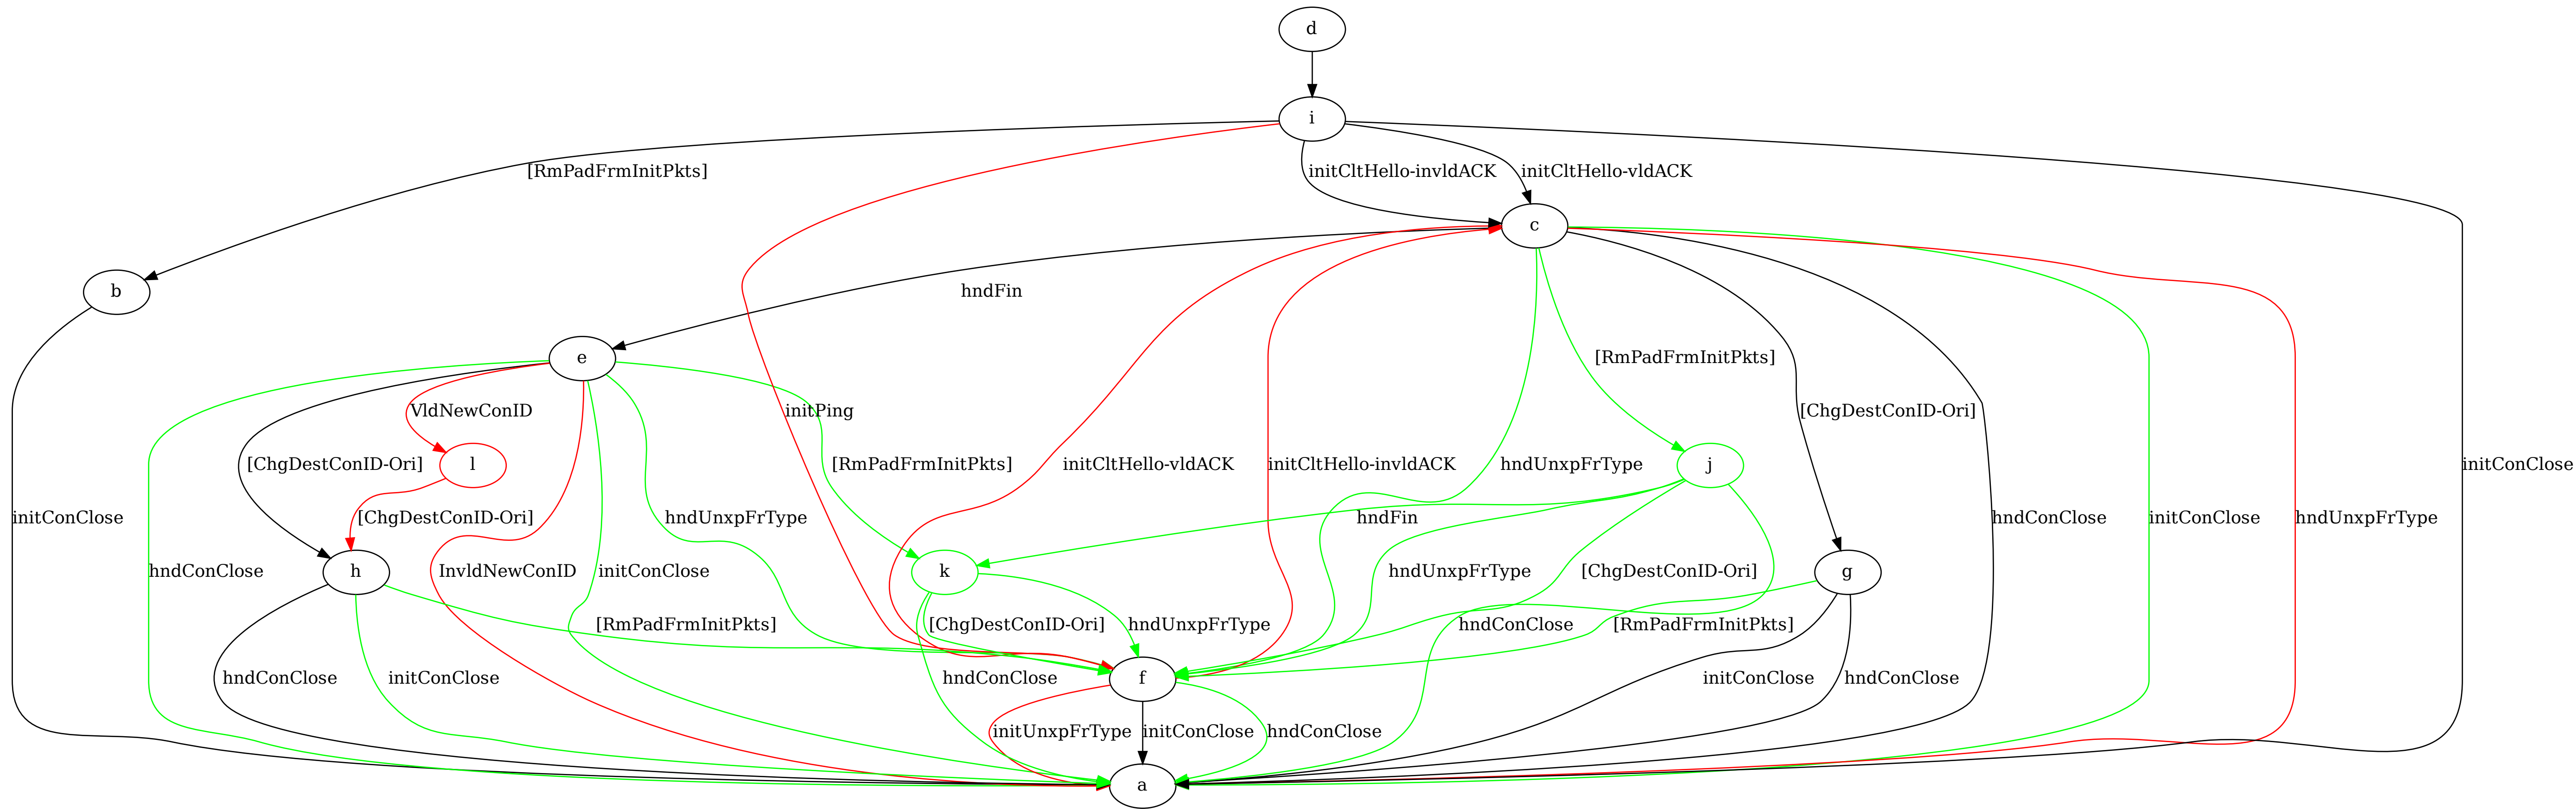 d
i
[RmPadFrmInitPkts]
initCltHello-invldACK
initCltHello-vldACK
c
b
hndFin
e
[RmPadFrmInitPkts]
VldNewConID
initPing
[ChgDestConID-Ori]
[ChgDestConID-Ori]
l
[RmPadFrmInitPkts]
initCltHello-vldACK
initCltHello-invldACK
hndUnxpFrType
j
initConClose
initConClose
[ChgDestConID-Ori]
hndUnxpFrType
hndFin
hndConClose
initConClose
hndUnxpFrType
hndConClose
h
InvldNewConID
initConClose
k
hndUnxpFrType
[ChgDestConID-Ori]
g
[RmPadFrmInitPkts]
[ChgDestConID-Ori]
hndUnxpFrType
hndConClose
[RmPadFrmInitPkts]
hndConClose
initConClose
hndConClose
f
initConClose
hndConClose
initUnxpFrType
initConClose
hndConClose
a